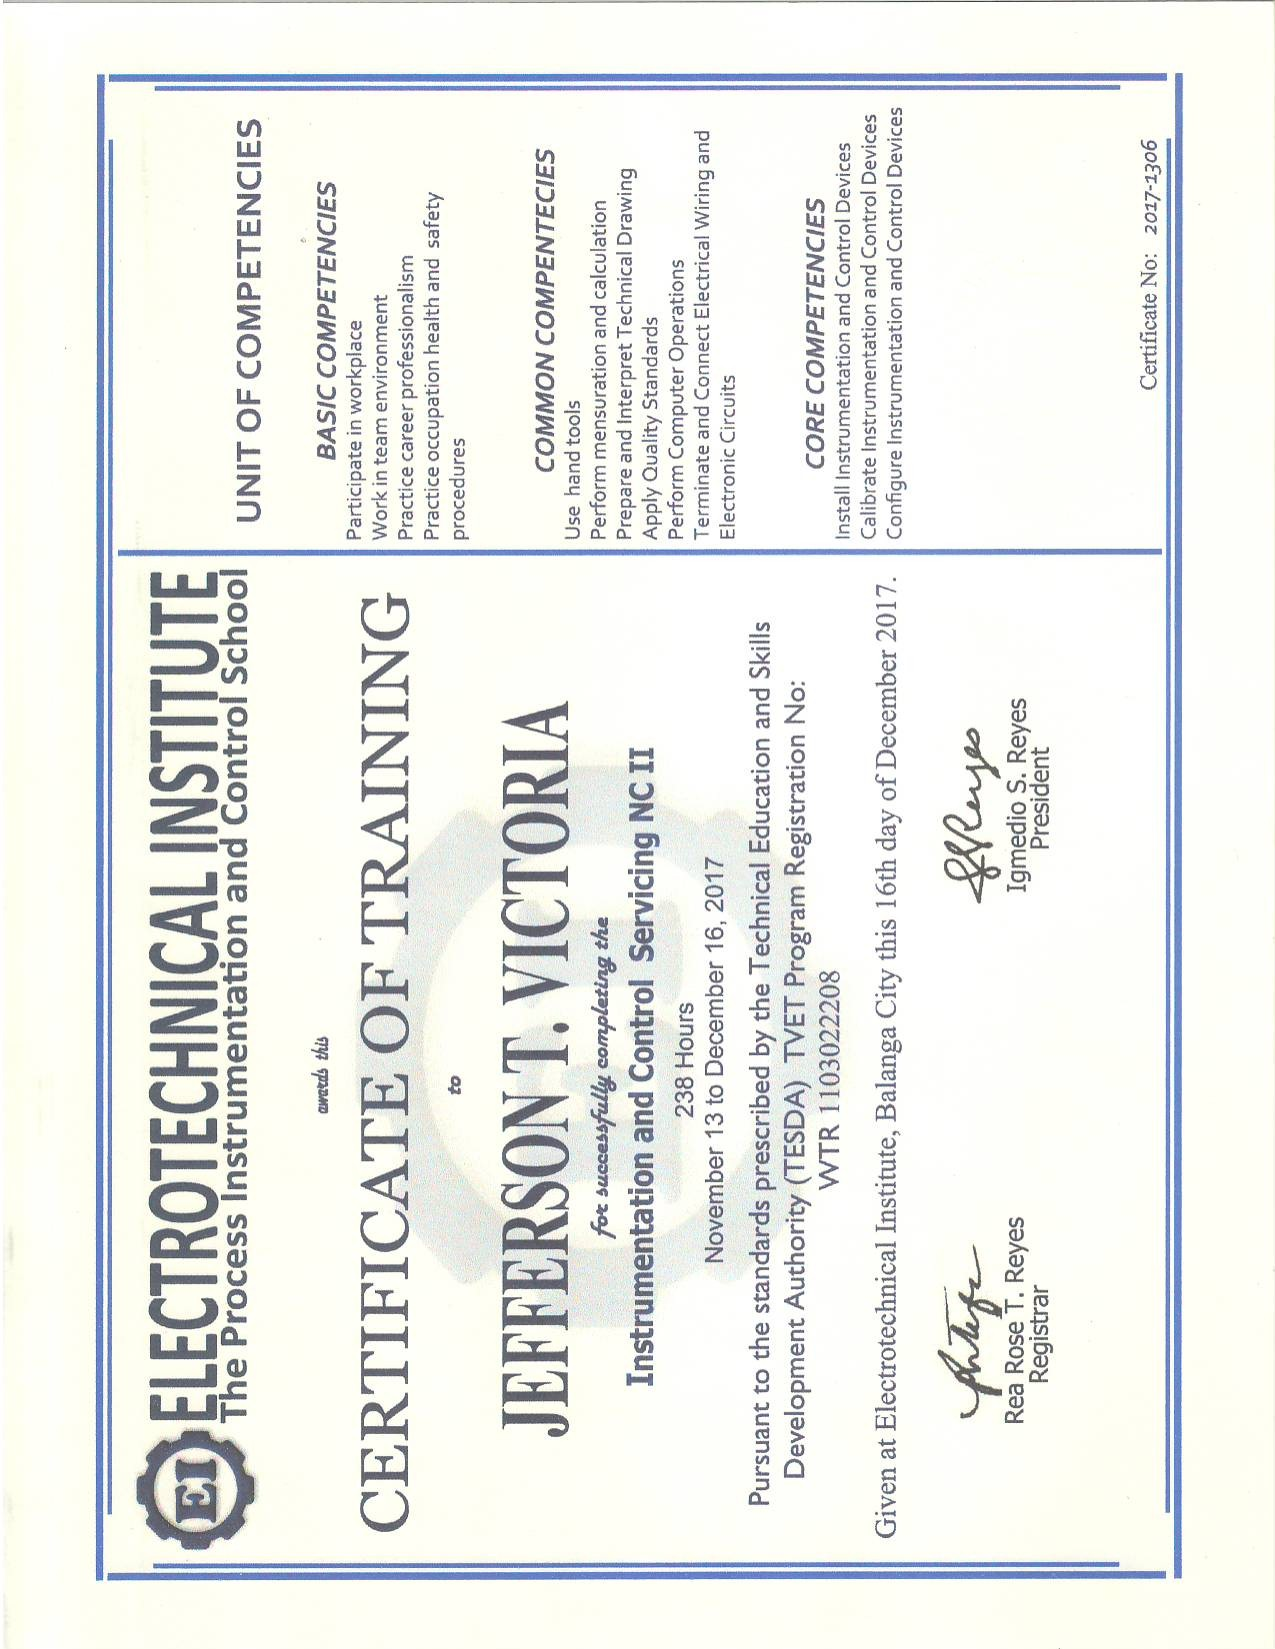 EI
ELECTROTECHNICAL INSTITUTE
The Process Instrumentation and Control School
awards this
CERTIFICATE OF TRAINING
to
JEFFERSON T. VICTORIA
for successfully completing the
Instrumentation and Control Servicing NC II
238 Hours
November 13 to December 16, 2017
Pursuant to the standards prescribed by the Technical Education and Skills
Development Authority (TESDA) TVET Program Registration No:
WTR 1103022208
Given at Electrotechnical Institute, Balanga City this 16th day of December 2017.
Rea Rose T. Reyes
Registrar
Igmedio S. Reyes
President
UNIT OF COMPETENCIES
BASIC COMPETENCIES
Participate in workplace
Work in team environment
Practice career professionalism
Practice occupation health and safety
procedures
COMMON COMPENTECIES
Use hand tools
Perform mensuration and calculation
Prepare and Interpret Technical Drawing
Apply Quality Standards
Perform Computer Operations
Terminate and Connect Electrical Wiring and
Electronic Circuits
CORE COMPETENCIES
Install Instrumentation and Control Devices
Calibrate Instrumentation and Control Devices
Configure Instrumentation and Control Devices
Certificate No: 2017-1306